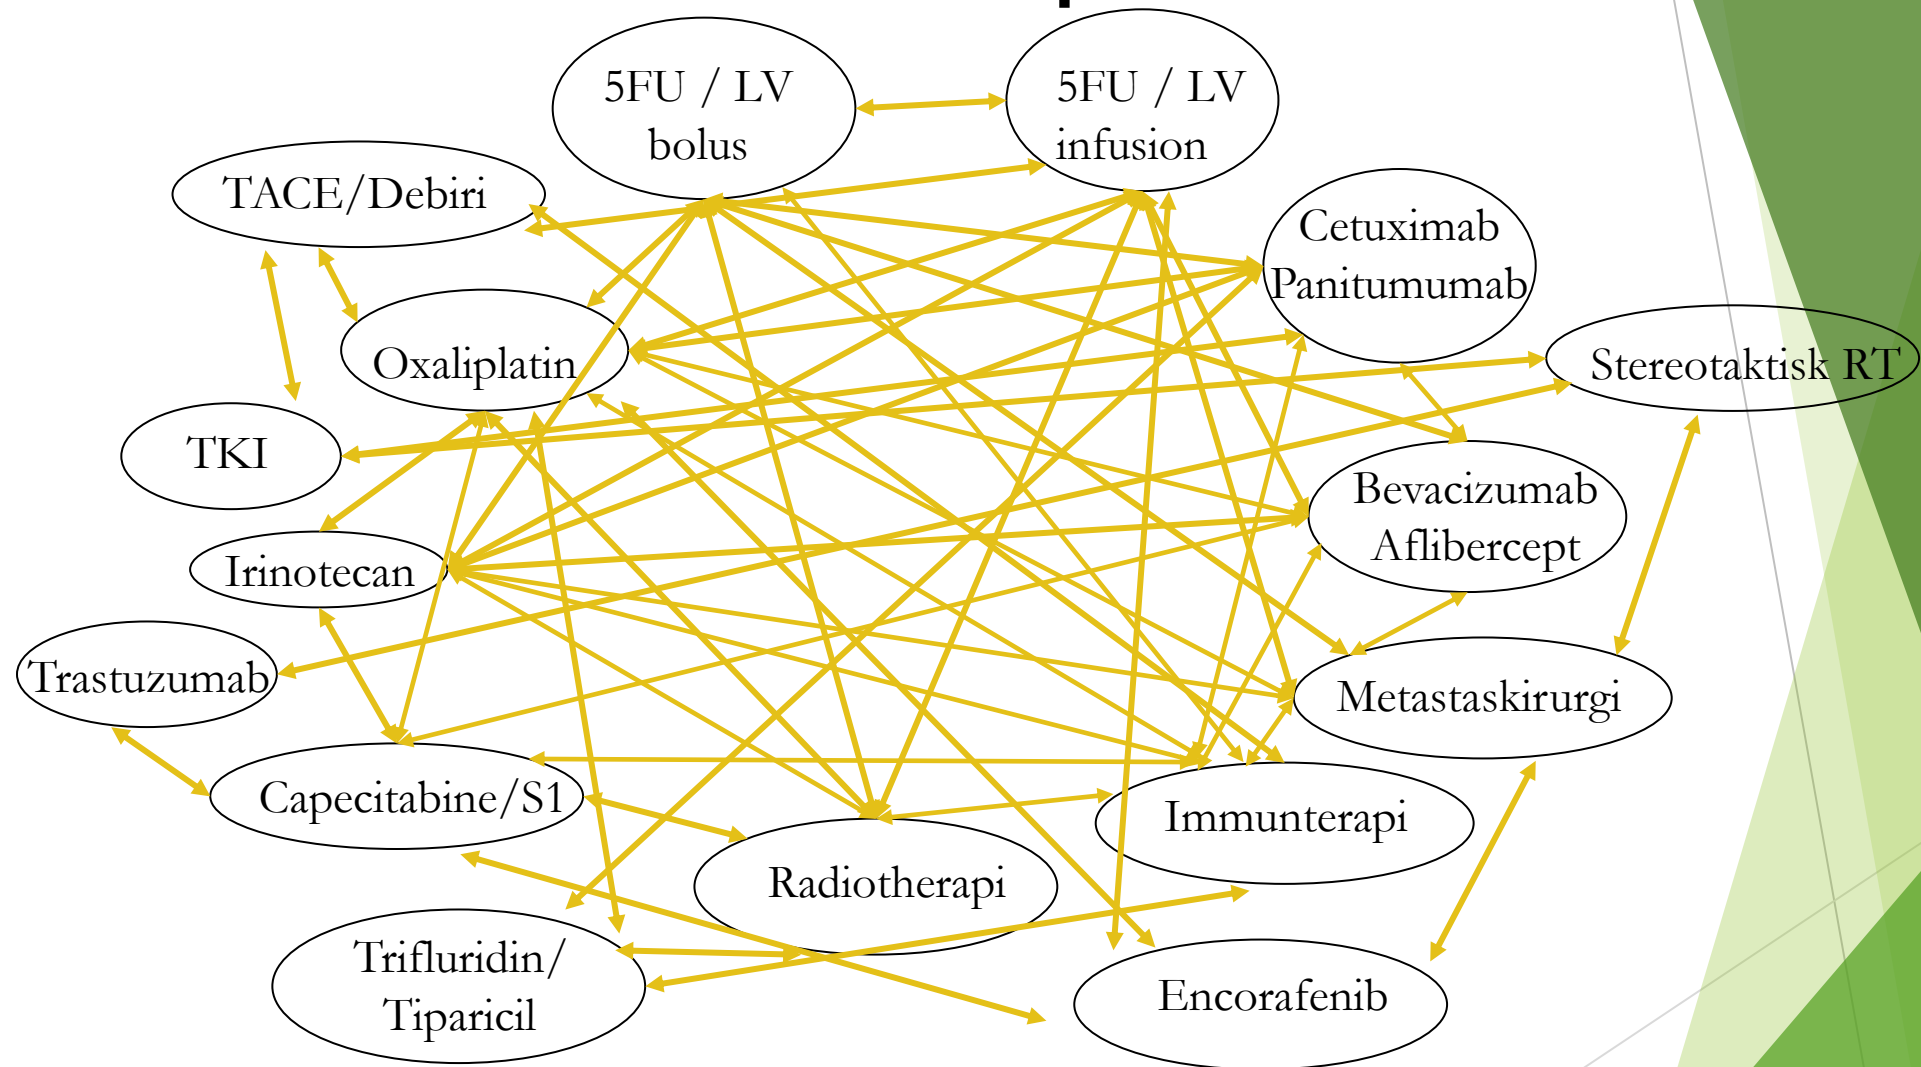 5FU / LV
bolus
5FU / LV
infusion
TACE/Debiri
Cetuximab
Panitumumab
Oxaliplatin
Stereotaktisk RT
TKI
Bevacizumab
Aflibercept
Irinotecan
Trastuzumab
Metastaskirurgi
Capecitabine/S1
Immunterapi
Radiotherapi
Trifluridin/
Tiparicil
Encorafenib